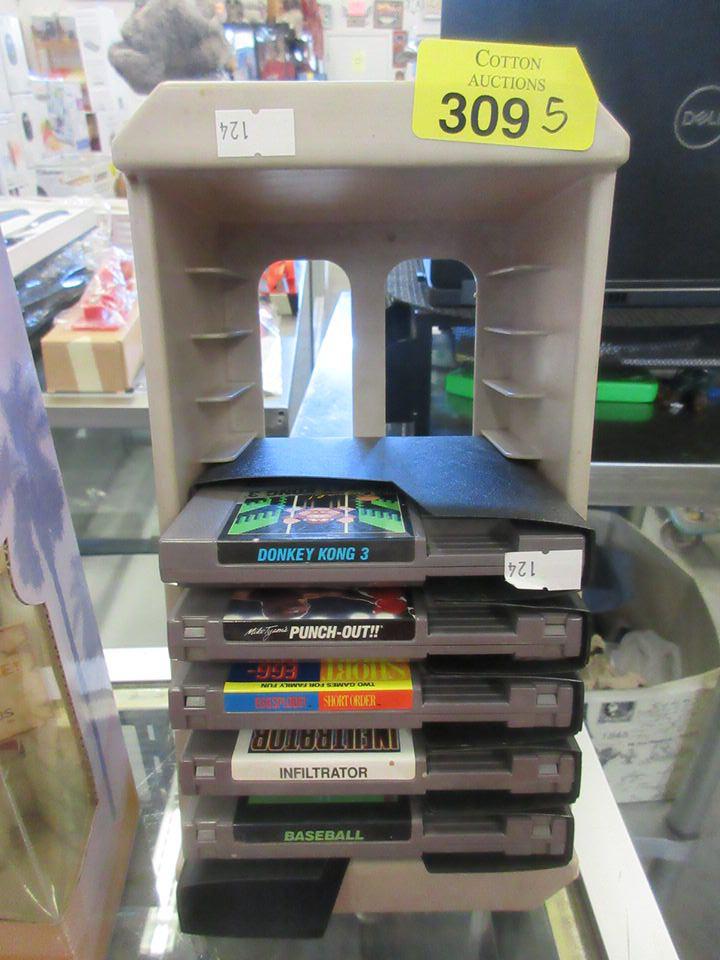 COTTON
AUCTIONS
309 5
124
DELL
DONKEY KONG 3
124
Mike Tyson's PUNCH-OUT!!
SHORT
EGG-
TWO GAMES FOR FAMILY FUN
EGGSPLODE SHORT ORDER
INFILTRATOR
INFILTRATOR
BASEBALL